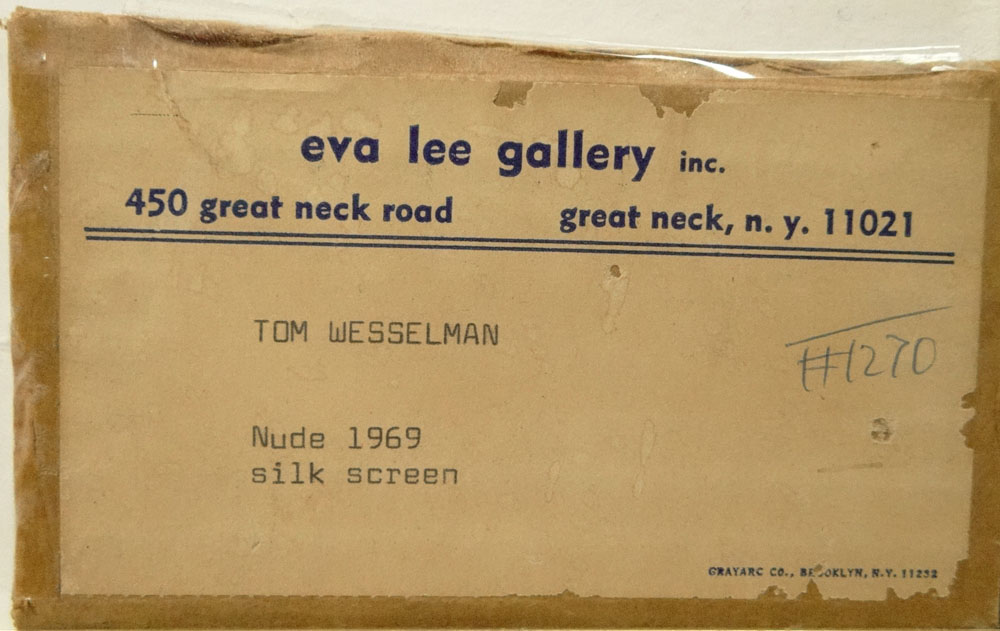 eva lee gallery inc.
450 great neck road great neck, n. y. 11021
TOM WESSELMAN
#1270
Nude 1969
silk screen
GRAYARC CO., BROOKLYN, N.Y. 11232